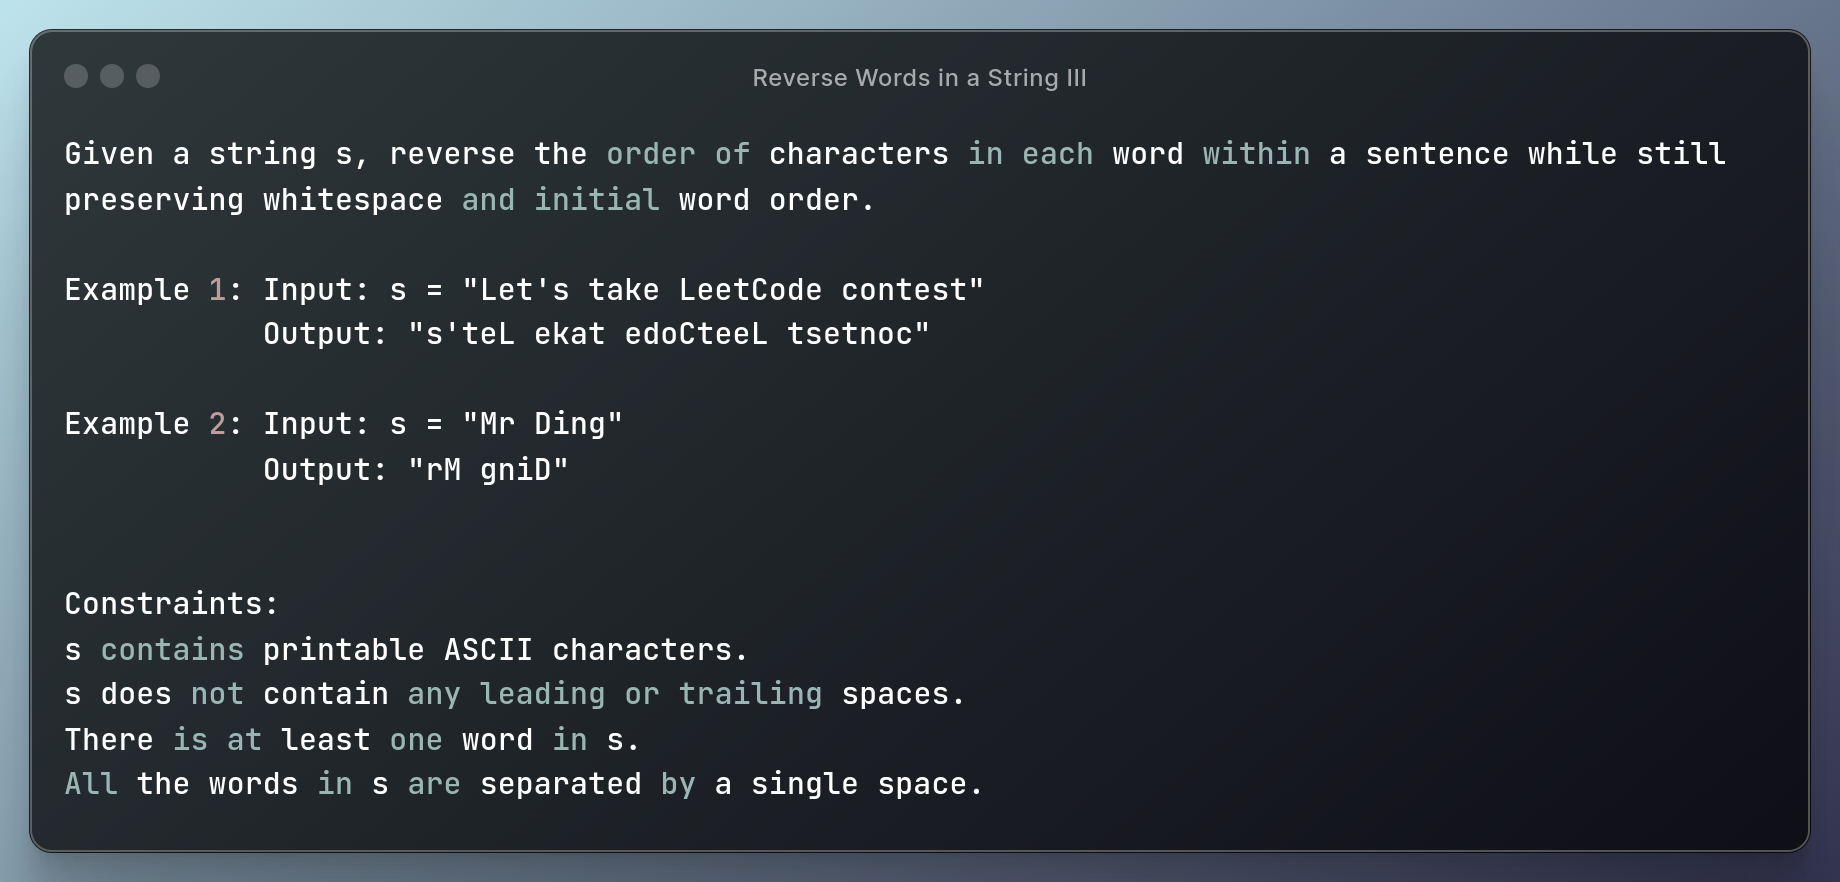 Reverse Words in a String III
Given a string s, reverse the order of characters in each word within a sentence while still
preserving whitespace and initial word order.
Example 1: Input: s = "Let's take LeetCode contest"
Output: "s'teL ekat edoCteeL tsetnoc"
Example 2: Input: s = "Mr Ding"
Output: "rM gniD"
Constraints:
s contains printable ASCII characters.
s does not contain any leading or trailing spaces.
There is at least one word in s.
All the words in s are separated by a single space.